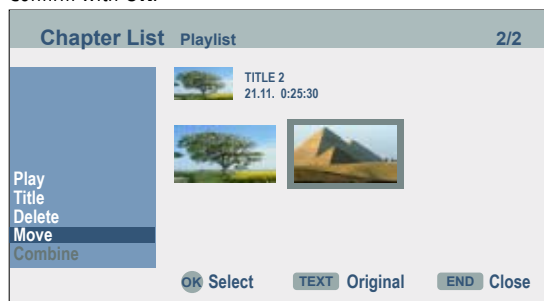 Confirm with OK.
Chapter List Playlist 2/2
TITLE 2
21.11. 0:25:30
Play
Title
Delete
Move
Combine
OK Select TEXT Original END Close